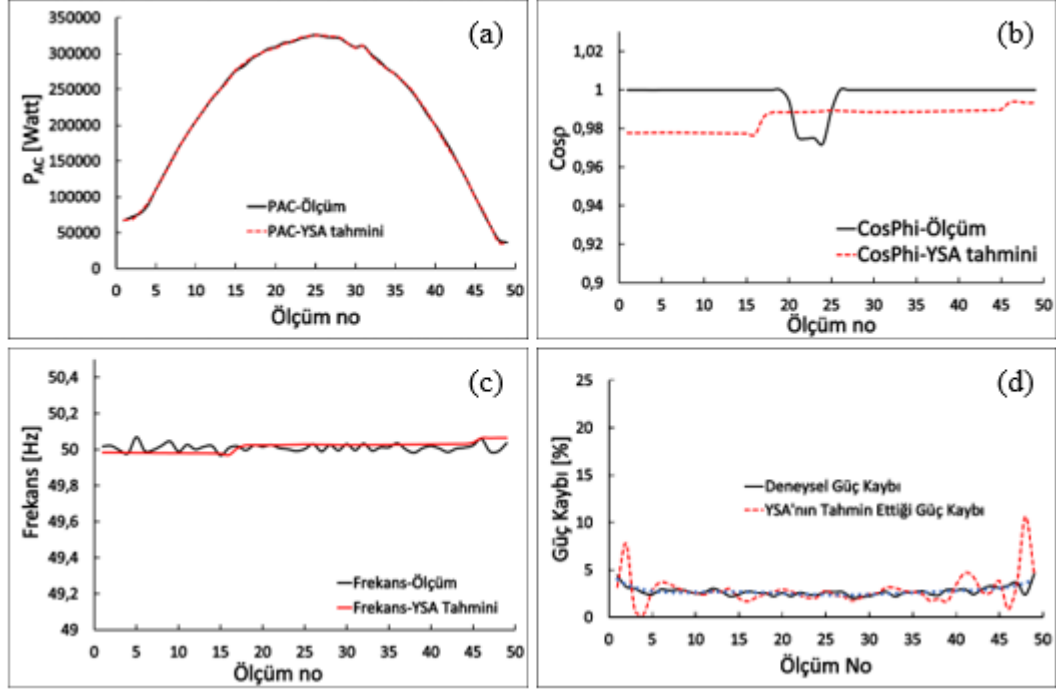 (a)
350000
300000
250000
200000
150000
100000
50000
0
P_AC [Watt]
PAC-Ölçüm
PAC-YSA tahmini
0 5 10 15 20 25 30 35 40 45 50
Ölçüm no
(b)
1,02
1
0,98
0,96
0,94
0,92
0,9
Cosρ
CosPhi-Ölçüm
CosPhi-YSA tahmini
0 10 20 30 40 50
Ölçüm no
(c)
50,4
50,2
50
49,8
49,6
49,4
49,2
49
Frekans [Hz]
Frekans-Ölçüm
Frekans-YSA Tahmini
0 5 10 15 20 25 30 35 40 45 50
Ölçüm no
(d)
25
20
15
10
5
0
Güç Kaybı [%]
Deneysel Güç Kaybı
YSA'nın Tahmin Ettiği Güç Kaybı
0 5 10 15 20 25 30 35 40 45 50
Ölçüm No